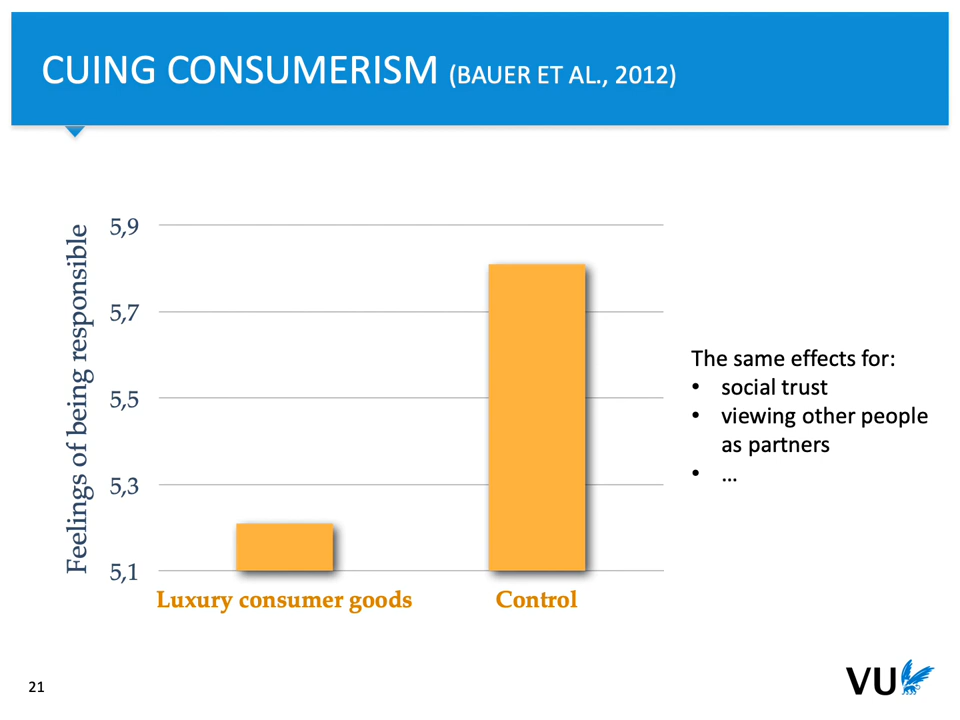 CUING CONSUMERISM (BAUER ET AL., 2012)
Feelings of being responsible
5,9
5,7
5,5
5,3
5,1
Luxury consumer goods
Control
The same effects for:
• social trust
• viewing other people
as partners
• ...
21
VU